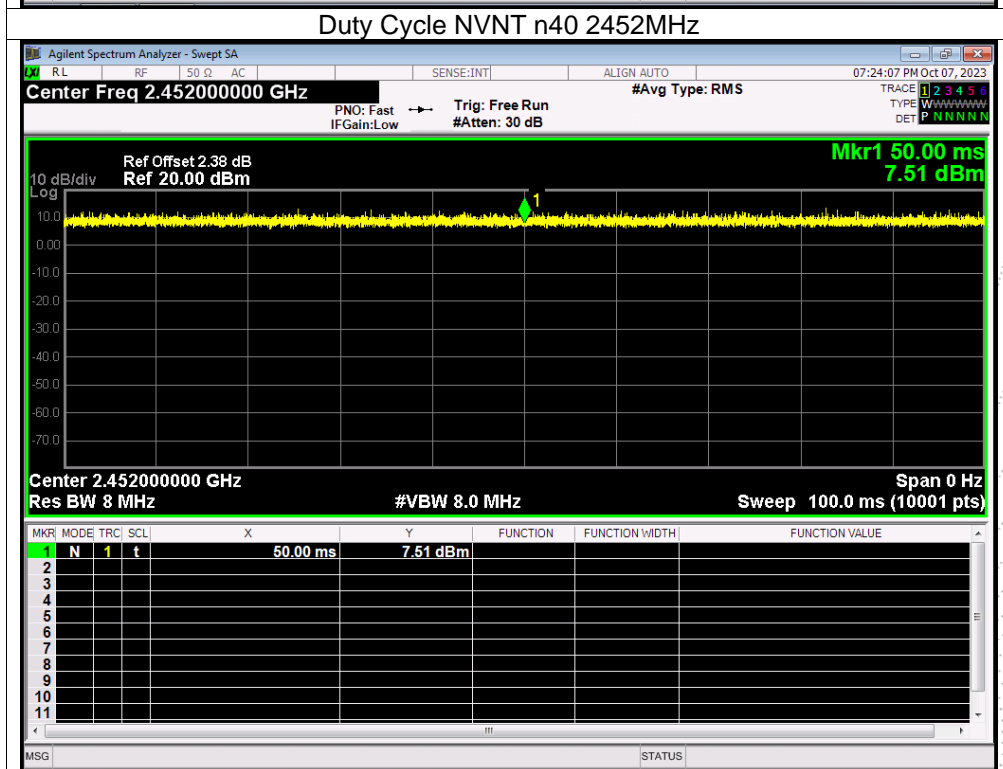 Duty Cycle NVNT n40 2452MHz
Agilent Spectrum Analyzer - Swept SA
LXI RL RF 50 Ω AC SENSE:INT ALIGN AUTO 07:24:07 PM Oct 07, 2023
Center Freq 2.452000000 GHz #Avg Type: RMS TRACE 1 2 3 4 5 6
PNO: Fast Trig: Free Run TYPE WWWWWW
IFGain:Low #Atten: 30 dB DET P N N N N N
Mkr1 50.00 ms
Ref Offset 2.38 dB
10 dB/div Ref 20.00 dBm 7.51 dBm
Log
1
10.0
0.00
-10.0
-20.0
-30.0
-40.0
-50.0
-60.0
-70.0
Center 2.452000000 GHz Span 0 Hz
Res BW 8 MHz #VBW 8.0 MHz Sweep 100.0 ms (10001 pts)
MKR MODE TRC SCL X Y FUNCTION FUNCTION WIDTH FUNCTION VALUE
1 N 1 t 50.00 ms 7.51 dBm
2
3
4
5
6
7
8
9
10
11
MSG STATUS